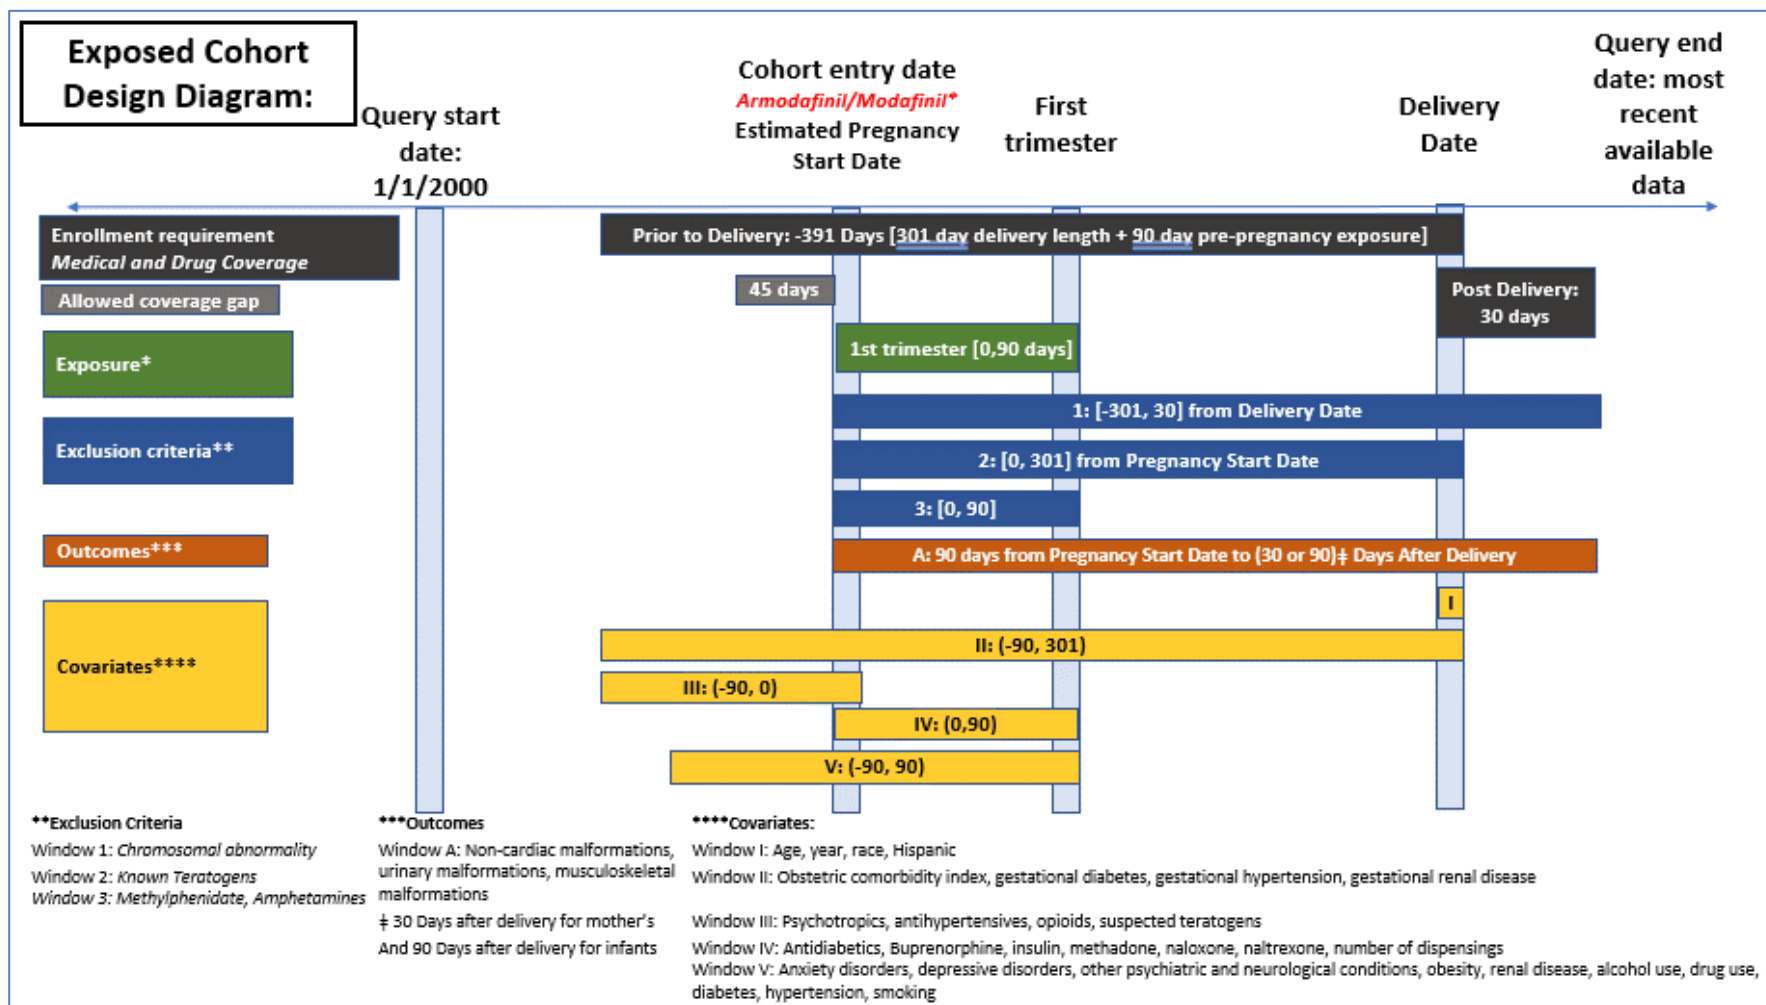 Exposed Cohort
Design Diagram:
Query start
date:
1/1/2000
Cohort entry date
Armodafinil/Modafinil*
Estimated Pregnancy
Start Date
First
trimester
Delivery
Date
Query end
date: most
recent
available
data
Enrollment requirement
Medical and Drug Coverage
Prior to Delivery: -391 Days [301 day delivery length + 90 day pre-pregnancy exposure]
Allowed coverage gap
45 days
Post Delivery:
30 days
Exposure*
1st trimester [0,90 days]
Exclusion criteria**
1: [-301, 30] from Delivery Date
2: [0, 301] from Pregnancy Start Date
3: [0, 90]
Outcomes***
A: 90 days from Pregnancy Start Date to (30 or 90)ǂ Days After Delivery
Covariates****
I
II: (-90, 301)
III: (-90, 0)
IV: (0,90)
V: (-90, 90)
**Exclusion Criteria
Window 1: Chromosomal abnormality
Window 2: Known Teratogens
Window 3: Methylphenidate, Amphetamines
***Outcomes
Window A: Non-cardiac malformations,
urinary malformations, musculoskeletal
malformations
ǂ 30 Days after delivery for mother's
And 90 Days after delivery for infants
****Covariates:
Window I: Age, year, race, Hispanic
Window II: Obstetric comorbidity index, gestational diabetes, gestational hypertension, gestational renal disease
Window III: Psychotropics, antihypertensives, opioids, suspected teratogens
Window IV: Antidiabetics, Buprenorphine, insulin, methadone, naloxone, naltrexone, number of dispensings
Window V: Anxiety disorders, depressive disorders, other psychiatric and neurological conditions, obesity, renal disease, alcohol use, drug use,
diabetes, hypertension, smoking